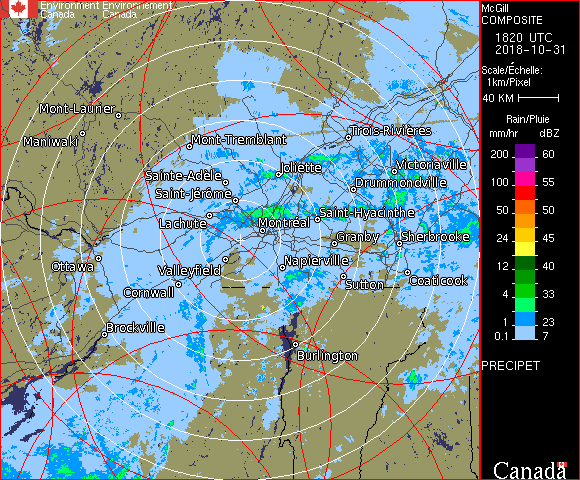 Environment Environnement
Canada Canada
McGill
COMPOSITE
1820 UTC
2018-10-31
Scale/Échelle:
1km/Pixel
40 KM
Rain/Pluie
mm/hr dBZ
200 60
100 55
50 50
24 45
12 40
4 33
1 23
0.1 7
PRECIPET
Mont-Laurier
Maniwaki
Mont-Tremblant
Trois-Rivières
Joliette
Victoriaville
Sainte-Adèle
Drummondville
Saint-Jérôme
Saint-Hyacinthe
Lachute
Montréal
Granby
Sherbrooke
Ottawa
Valleyfield
Napierville
Cornwall
Sutton
Coaticook
Brockville
Burlington
Canada